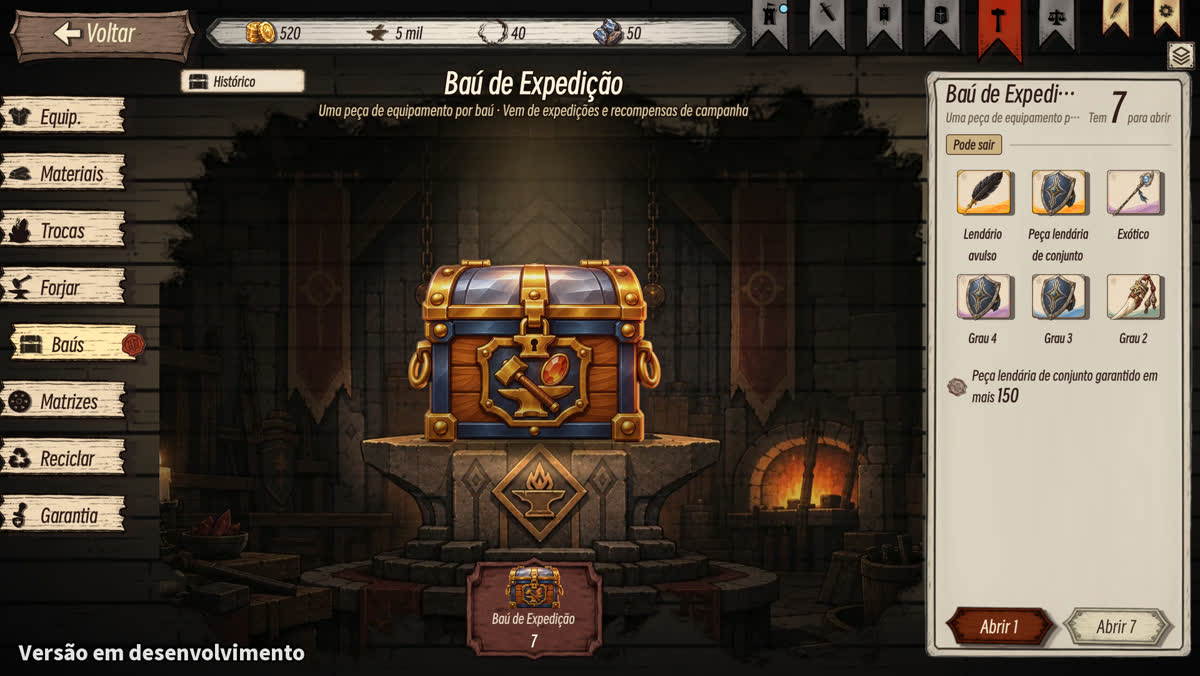 Voltar
520
5 mil
40
50
Histórico
Baú de Expedição
Uma peça de equipamento por baú · Vem de expedições e recompensas de campanha
Equip.
Materiais
Trocas
Forjar
Baús
Matrizes
Reciclar
Garantia
Baú de Expedição
7
Baú de Expedi···
Uma peça de equipamento p···
Tem 7 para abrir
Pode sair
Lendário
avulso
Peça lendária
de conjunto
Exótico
Grau 4
Grau 3
Grau 2
Peça lendária de conjunto garantido em
mais 150
Abrir 1
Abrir 7
Versão em desenvolvimento